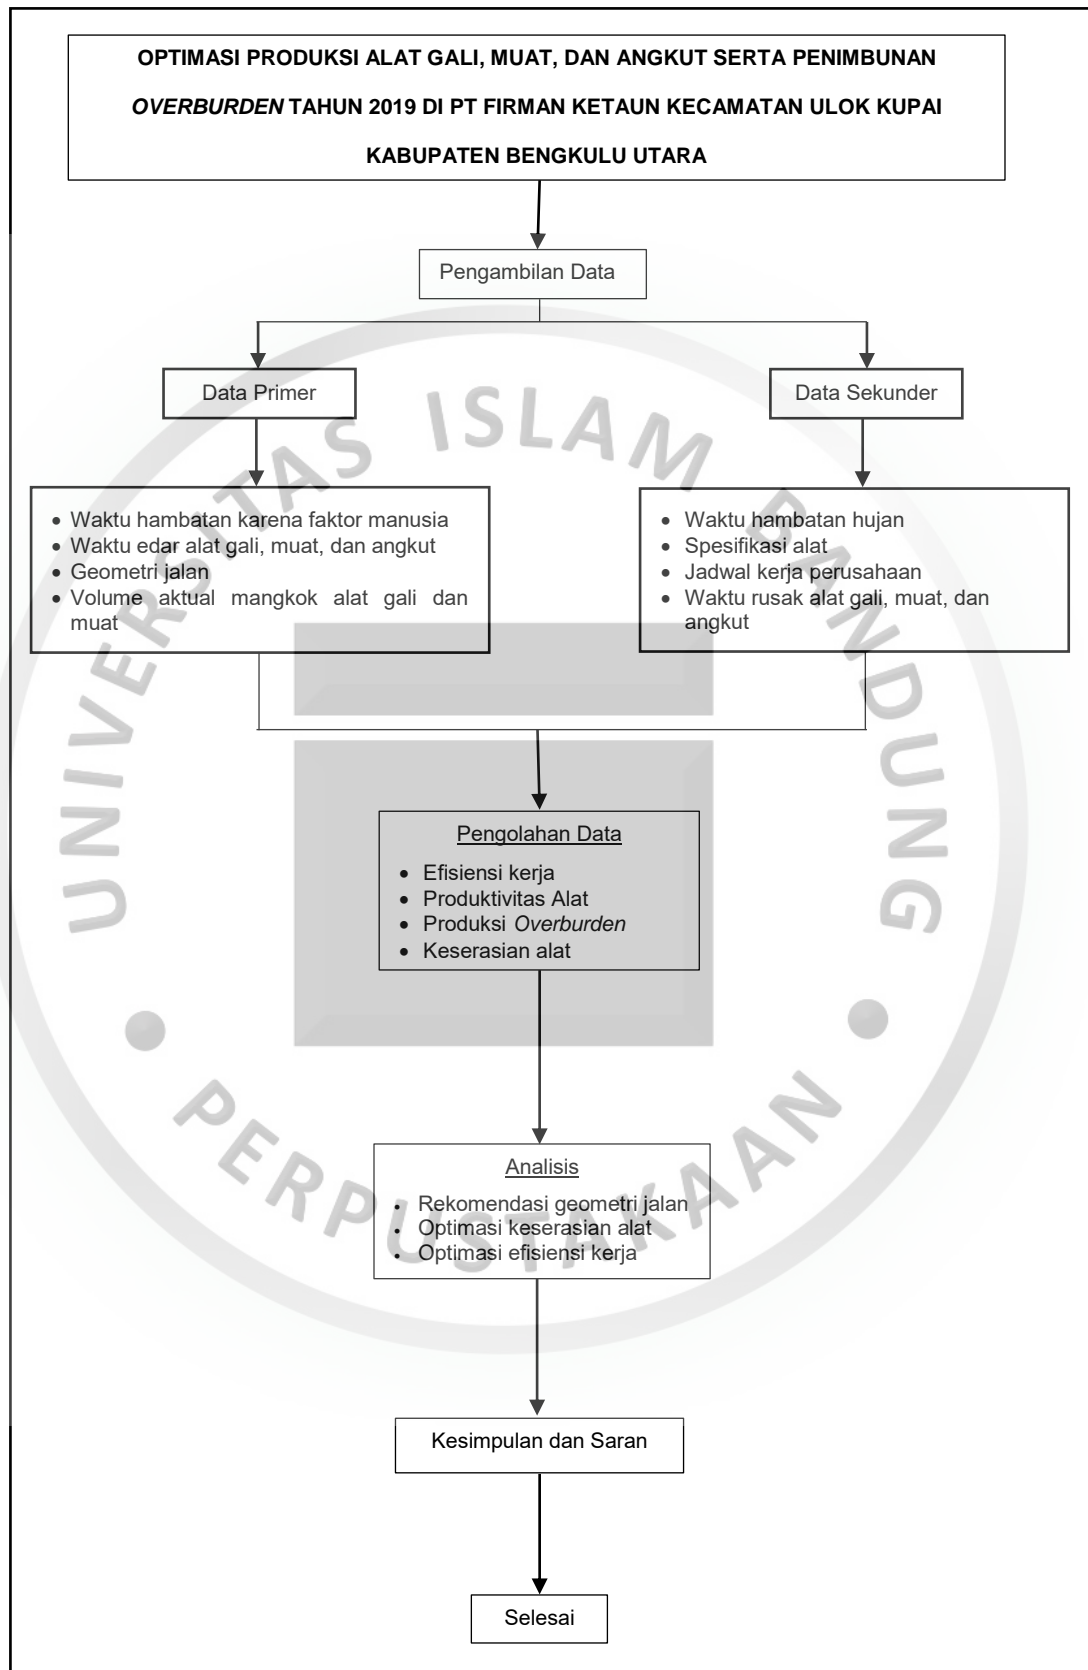 OPTIMASI PRODUKSI ALAT GALI, MUAT, DAN ANGKUT SERTA PENIMBUNAN
OVERBURDEN TAHUN 2019 DI PT FIRMAN KETAUN KECAMATAN ULOK KUPAI
KABUPATEN BENGKULU UTARA
Pengambilan Data
Data Primer
Data Sekunder
• Waktu hambatan karena faktor manusia
• Waktu edar alat gali, muat, dan angkut
• Geometri jalan
• Volume aktual mangkok alat gali dan
muat
• Waktu hambatan hujan
• Spesifikasi alat
• Jadwal kerja perusahaan
• Waktu rusak alat gali, muat, dan
angkut
Pengolahan Data
• Efisiensi kerja
• Produktivitas Alat
• Produksi Overburden
• Keserasian alat
Analisis
• Rekomendasi geometri jalan
• Optimasi keserasian alat
• Optimasi efisiensi kerja
Kesimpulan dan Saran
Selesai
UNIVERSITAS ISLAM BANDUNG
• PERPUSTAKAAN •